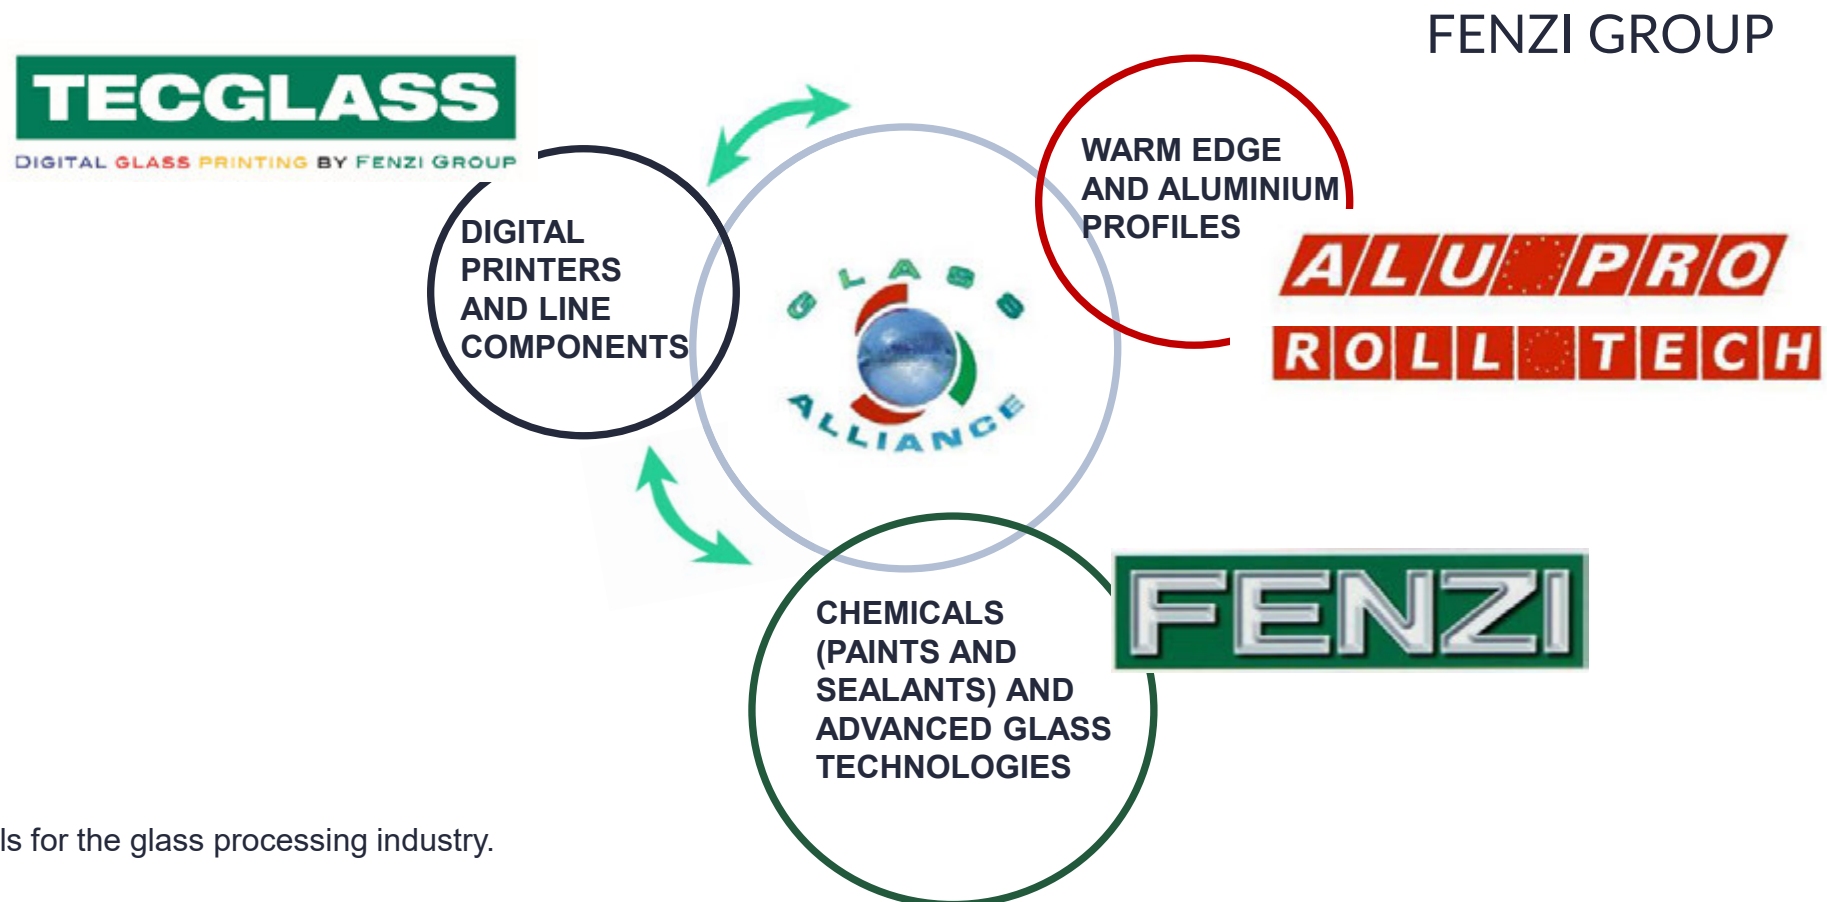 FENZI GROUP
TECGLASS
DIGITAL GLASS PRINTING BY FENZI GROUP
WARM EDGE
AND ALUMINIUM
PROFILES
DIGITAL
PRINTERS
AND LINE
COMPONENTS
ALU PRO
ROLL TECH
GLASS
ALLIANCE
FENZI
CHEMICALS
(PAINTS AND
SEALANTS) AND
ADVANCED GLASS
TECHNOLOGIES
ls for the glass processing industry.